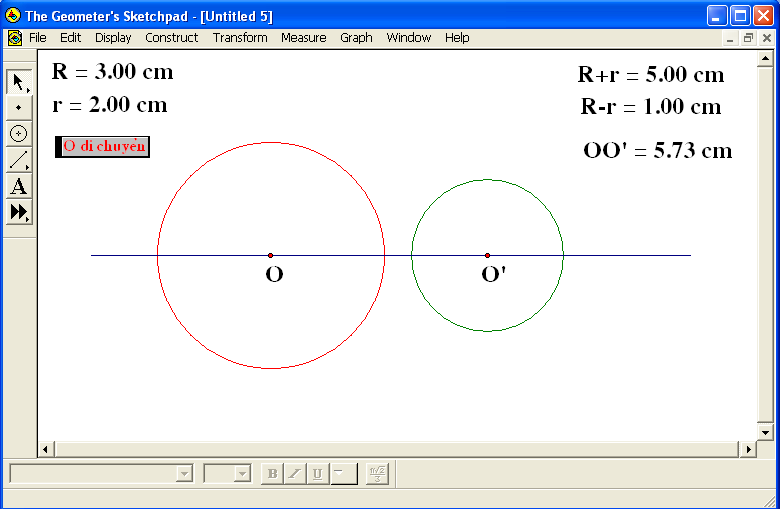 The Geometer's Sketchpad - [Untitled 5]
File Edit Display Construct Transform Measure Graph Window Help
R = 3.00 cm
r = 2.00 cm
O di chuyển
R+r = 5.00 cm
R-r = 1.00 cm
OO' = 5.73 cm
O
O'
A
B I U